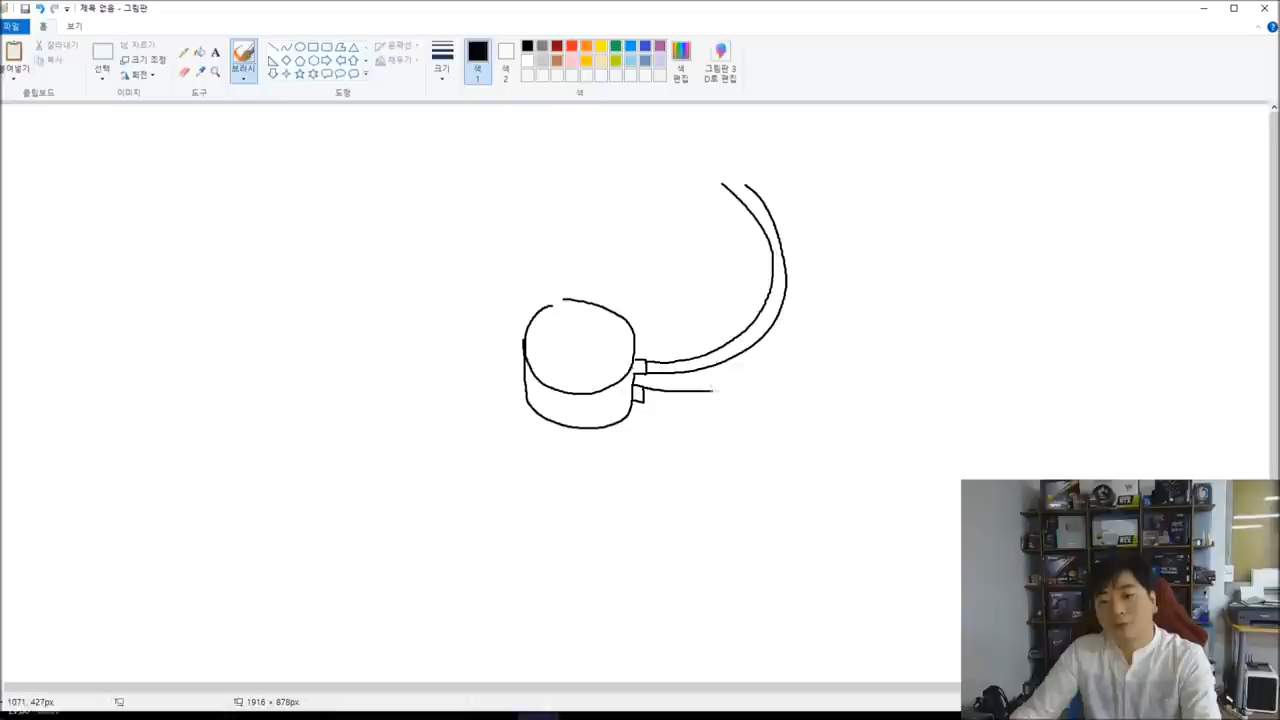 제목 없음 - 그림판
파일 홈 보기
잘라내기
복사
붙여넣기
선택
자르기
크기 조정
회전
A
브러시
윤곽선
채우기
크기
색
1
색
2
색
편집
그림판 3
D로 편집
클립보드 이미지 도구 도형 색
1071, 427px
1916 × 878px